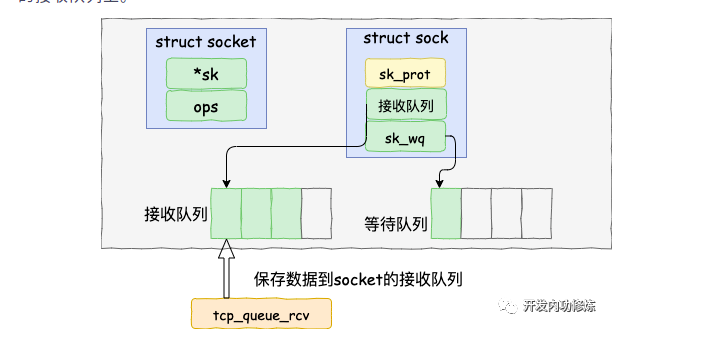 struct socket
*sk
ops
struct sock
sk_prot
接收队列
sk_wq
接收队列
等待队列
保存数据到socket的接收队列
tcp_queue_rcv
开发内功修炼